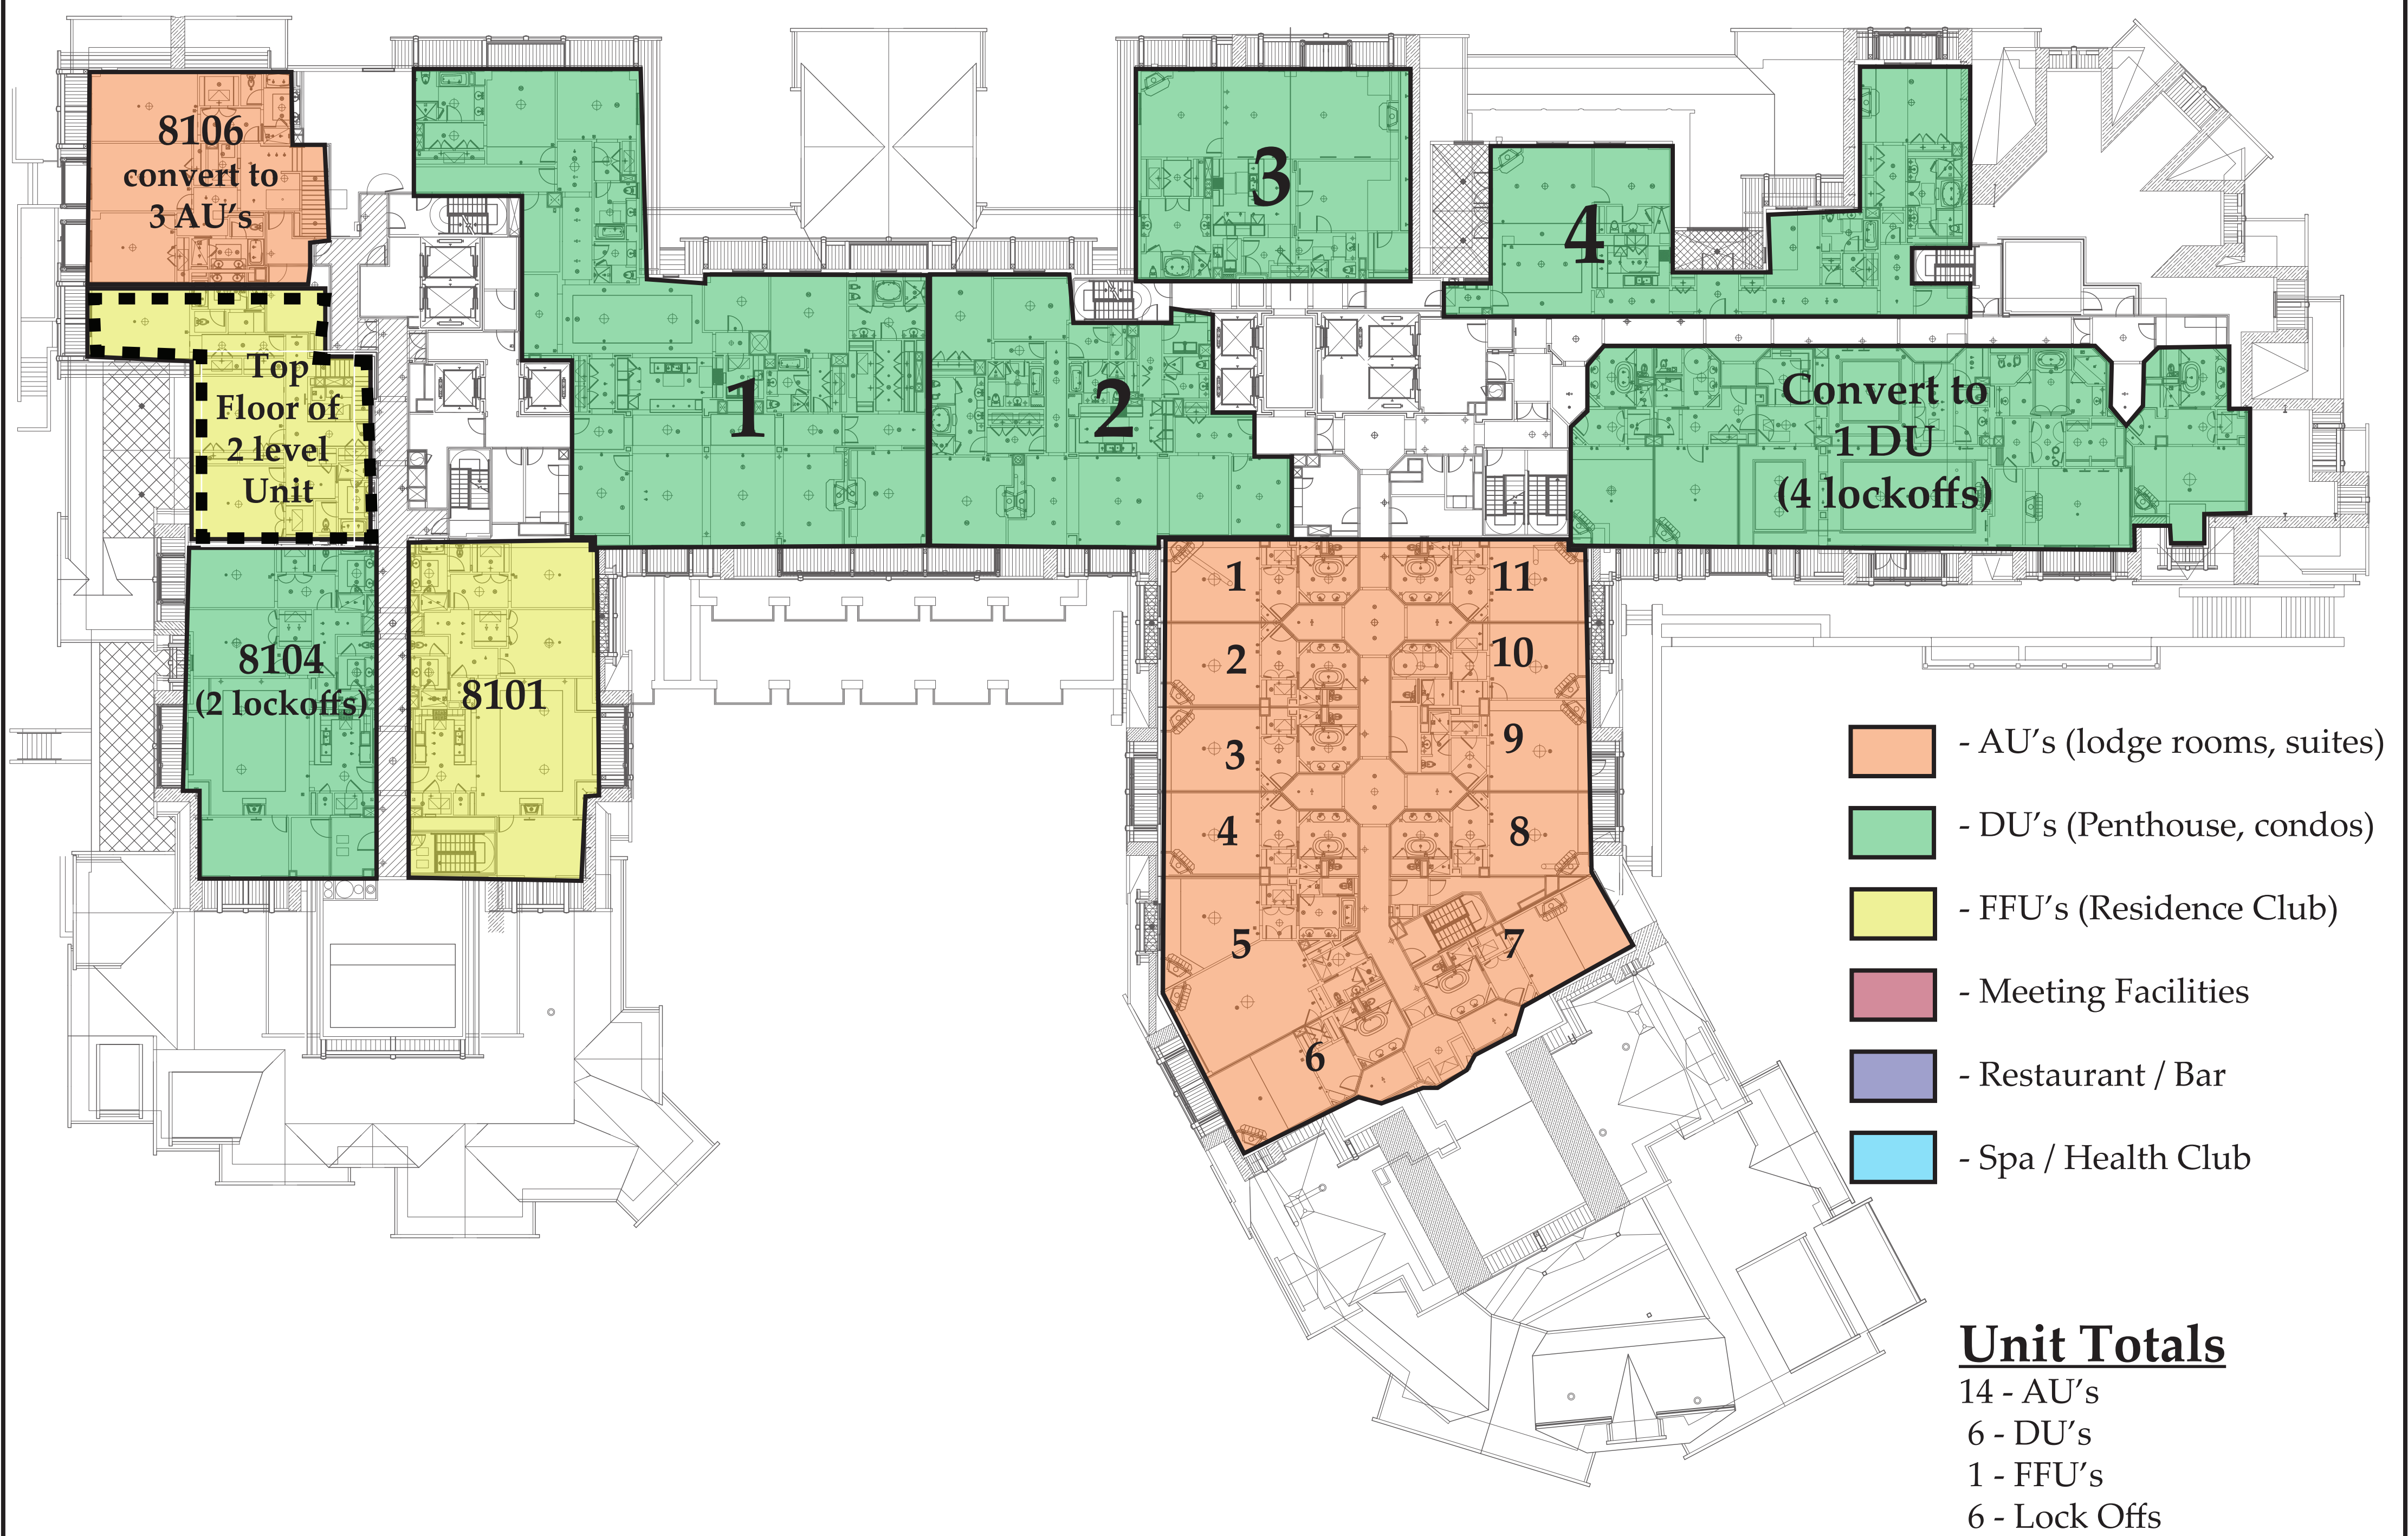 8106
convert to
3 AU's
Top
Floor of
2 level
Unit
8104
(2 lockoffs)
8101
1
2
3
4
Convert to
1 DU
(4 lockoffs)
1
2
3
4
5
6
7
8
9
10
11
- AU's (lodge rooms, suites)
- DU's (Penthouse, condos)
- FFU's (Residence Club)
- Meeting Facilities
- Restaurant / Bar
- Spa / Health Club
Unit Totals
14 - AU's
6 - DU's
1 - FFU's
6 - Lock Offs